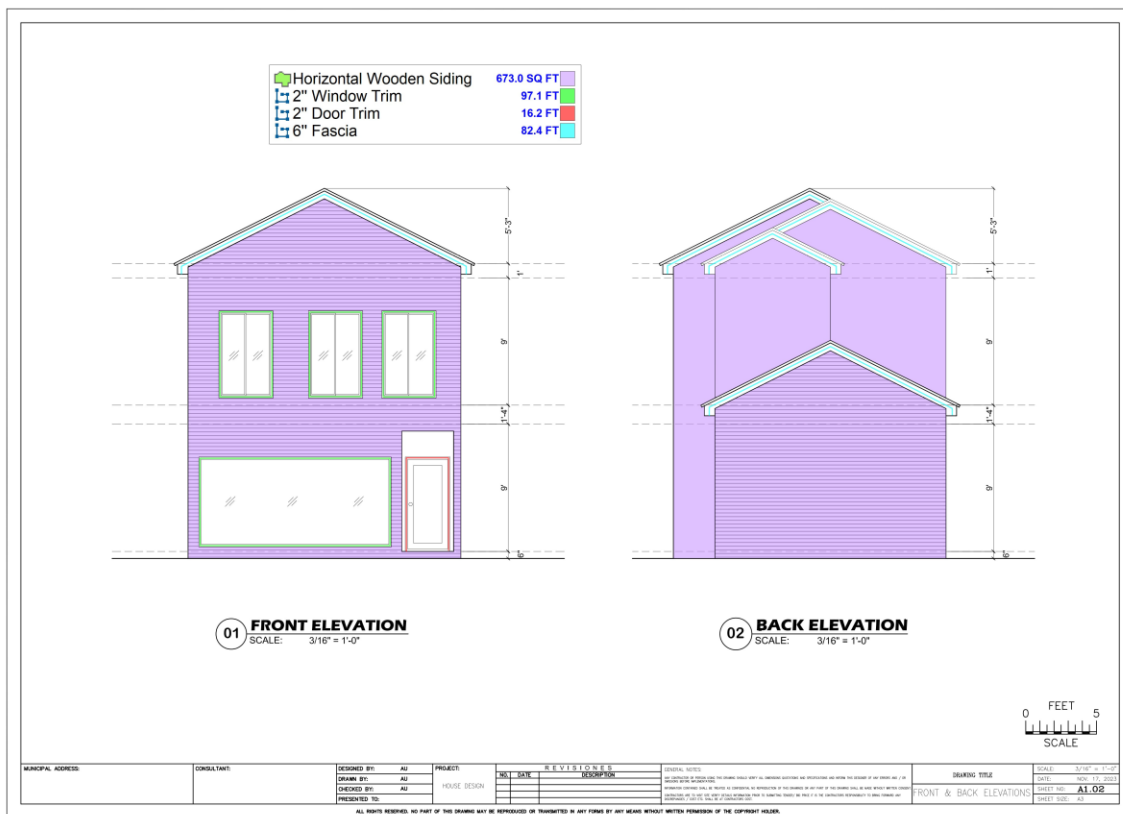 Horizontal Wooden Siding 673.0 SQ FT
2" Window Trim 97.1 FT
2" Door Trim 16.2 FT
6" Fascia 82.4 FT
5'-3"
1'
9'
1'-4"
9'
6"
5'-3"
1'
9'
1'-4"
9'
6"
01 FRONT ELEVATION
SCALE: 3/16" = 1'-0"
02 BACK ELEVATION
SCALE: 3/16" = 1'-0"
FEET
0 5
SCALE
MUNICIPAL ADDRESS:
CONSULTANT:
DESIGNED BY: AU
DRAWN BY: AU
CHECKED BY: AU
PRESENTED TO:
PROJECT:
HOUSE DESIGN
REVISIONES
NO. DATE DESCRIPTION
GENERAL NOTES:
DRAWING TITLE
FRONT & BACK ELEVATIONS
SCALE: 3/16" = 1'-0"
DATE: NOV. 17, 2023
SHEET NO: A1.02
SHEET SIZE: A3
ALL RIGHTS RESERVED. NO PART OF THIS DRAWING MAY BE REPRODUCED OR TRANSMITTED IN ANY FORMS BY ANY MEANS WITHOUT WRITTEN PERMISSION OF THE COPYRIGHT HOLDER.